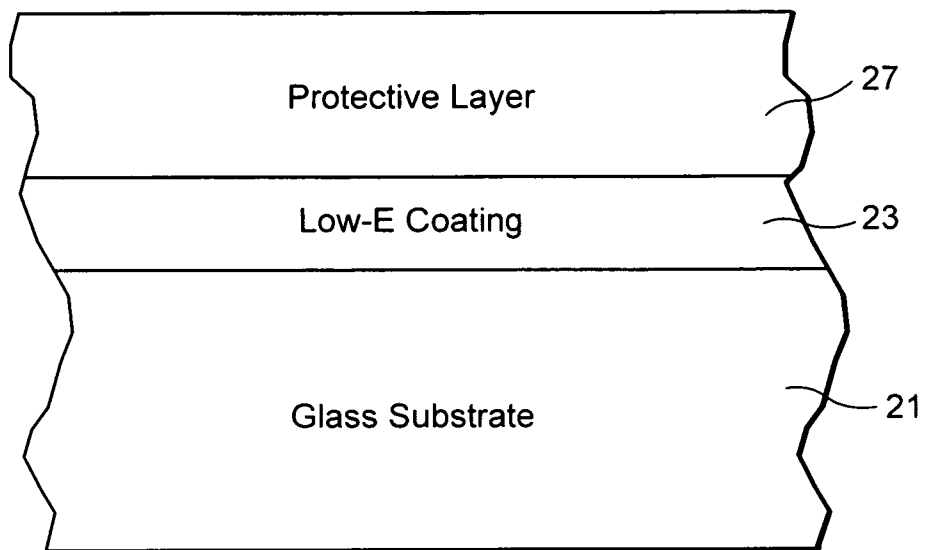 Protective Layer
27
Low-E Coating
23
Glass Substrate
21